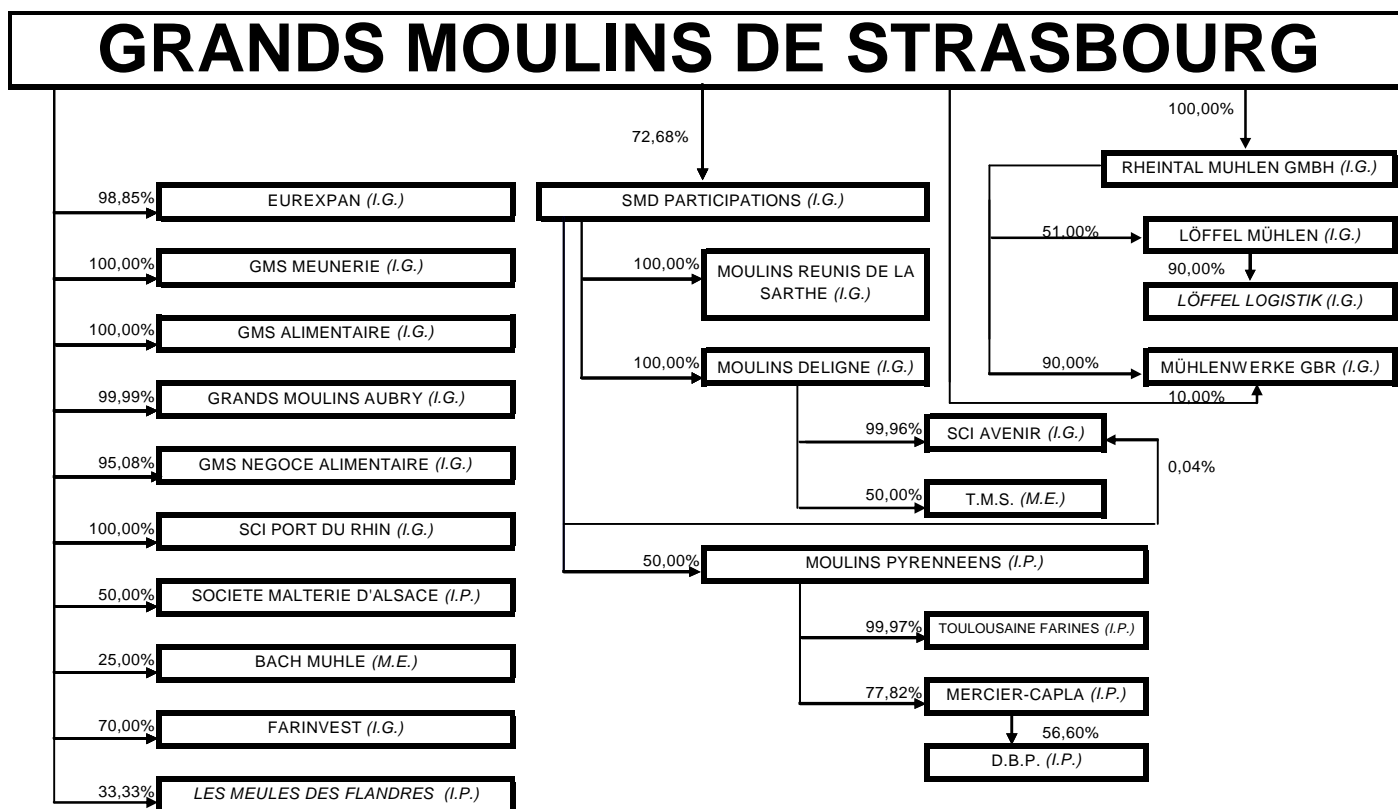 GRANDS MOULINS DE STRASBOURG
98,85%
EUREXPAN (I.G.)
100,00%
GMS MEUNERIE (I.G.)
100,00%
GMS ALIMENTAIRE (I.G.)
99,99%
GRANDS MOULINS AUBRY (I.G.)
95,08%
GMS NEGOCE ALIMENTAIRE (I.G.)
100,00%
SCI PORT DU RHIN (I.G.)
50,00%
SOCIETE MALTERIE D'ALSACE (I.P.)
25,00%
BACH MUHLE (M.E.)
70,00%
FARINVEST (I.G.)
33,33%
LES MEULES DES FLANDRES (I.P.)
72,68%
SMD PARTICIPATIONS (I.G.)
100,00%
MOULINS REUNIS DE LA
SARTHE (I.G.)
100,00%
MOULINS DELIGNE (I.G.)
99,96%
SCI AVENIR (I.G.)
0,04%
50,00%
T.M.S. (M.E.)
50,00%
MOULINS PYRENNEENS (I.P.)
99,97%
TOULOUSAINE FARINES (I.P.)
77,82%
MERCIER-CAPLA (I.P.)
56,60%
D.B.P. (I.P.)
100,00%
RHEINTAL MUHLEN GMBH (I.G.)
51,00%
LÖFFEL MÜHLEN (I.G.)
90,00%
LÖFFEL LOGISTIK (I.G.)
90,00%
MÜHLENWERKE GBR (I.G.)
10,00%